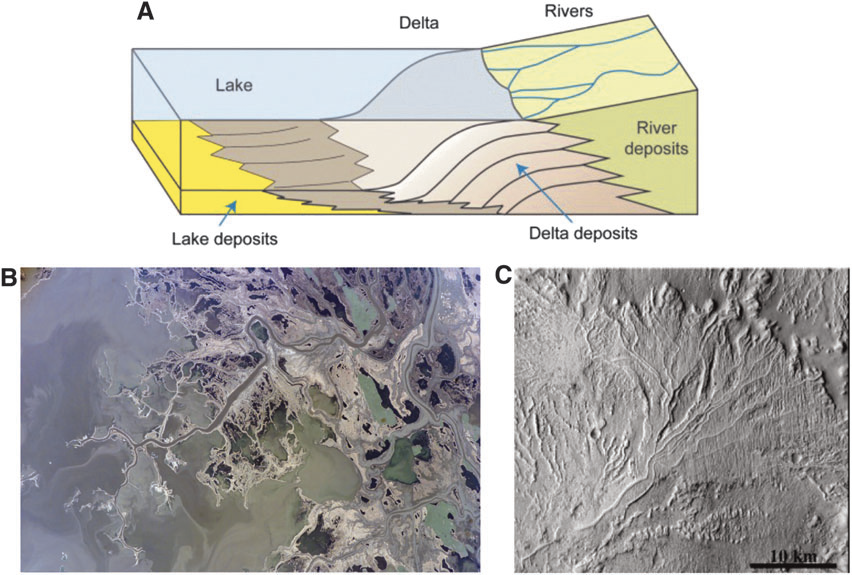 A
Delta
Rivers
Lake
River
deposits
Lake deposits
Delta deposits
B
C
10 km